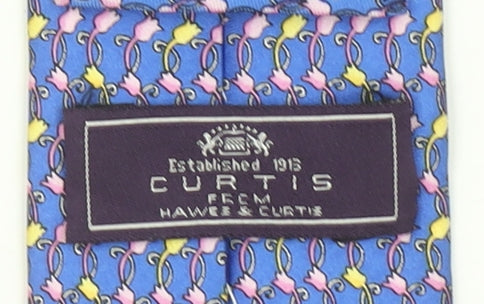 Established 1913
CURTIS
FROM
HAWES & CURTIS